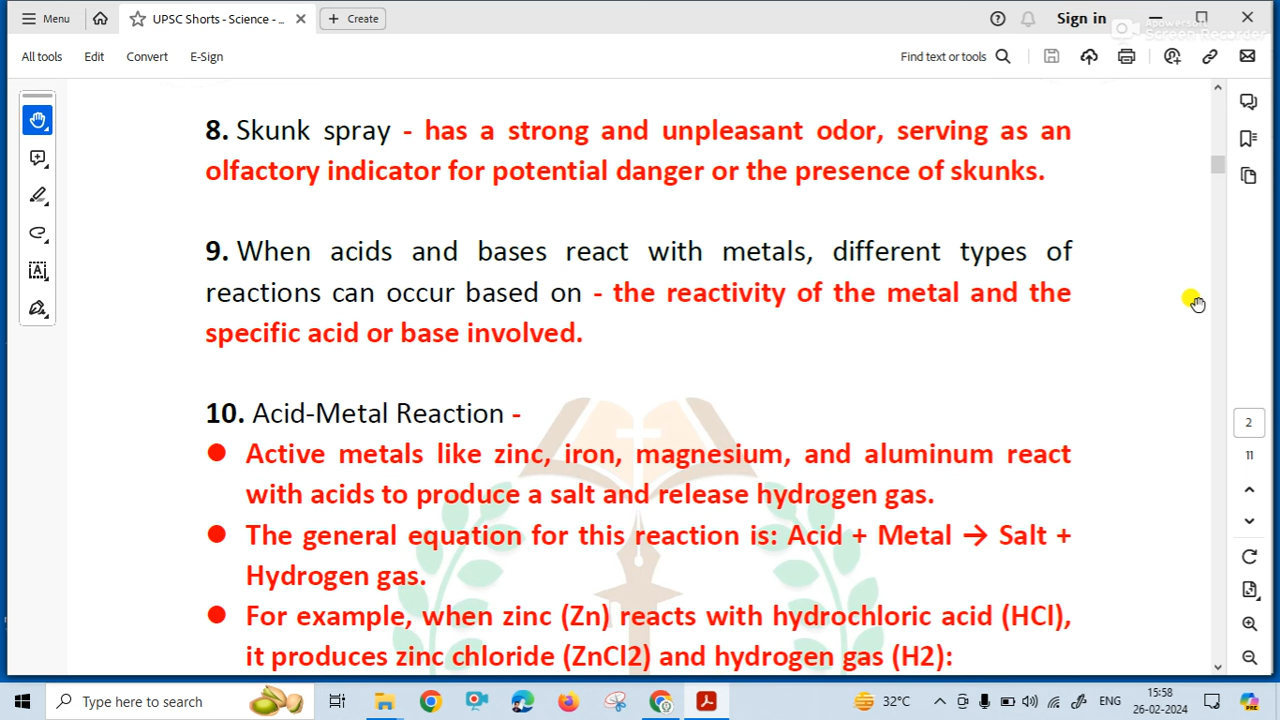 Menu
UPSC Shorts - Science - ...
Create
Sign in
Apowersoft
Screen Recorder
All tools Edit Convert E-Sign
Find text or tools
8. Skunk spray - has a strong and unpleasant odor, serving as an
olfactory indicator for potential danger or the presence of skunks.
9. When acids and bases react with metals, different types of
reactions can occur based on - the reactivity of the metal and the
specific acid or base involved.
10. Acid-Metal Reaction -
● Active metals like zinc, iron, magnesium, and aluminum react
with acids to produce a salt and release hydrogen gas.
● The general equation for this reaction is: Acid + Metal → Salt +
Hydrogen gas.
● For example, when zinc (Zn) reacts with hydrochloric acid (HCl),
it produces zinc chloride (ZnCl2) and hydrogen gas (H2):
2
11
Type here to search
32°C
ENG
15:58
26-02-2024
PRE